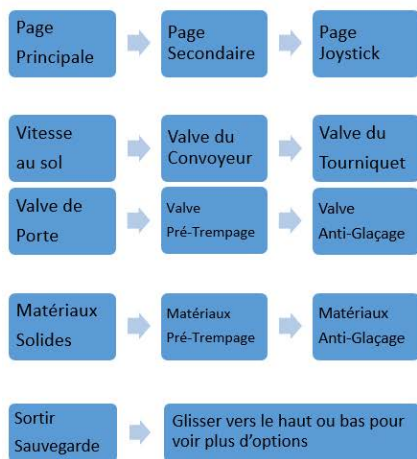 Page
Principale
Page
Secondaire
Page
Joystick
Vitesse
au sol
Valve du
Convoyeur
Valve du
Tourniquet
Valve de
Porte
Valve
Pré-Trempage
Valve
Anti-Glaçage
Matériaux
Solides
Matériaux
Pré-Trempage
Matériaux
Anti-Glaçage
Sortir
Sauvegarde
Glisser vers le haut ou bas pour
voir plus d’options